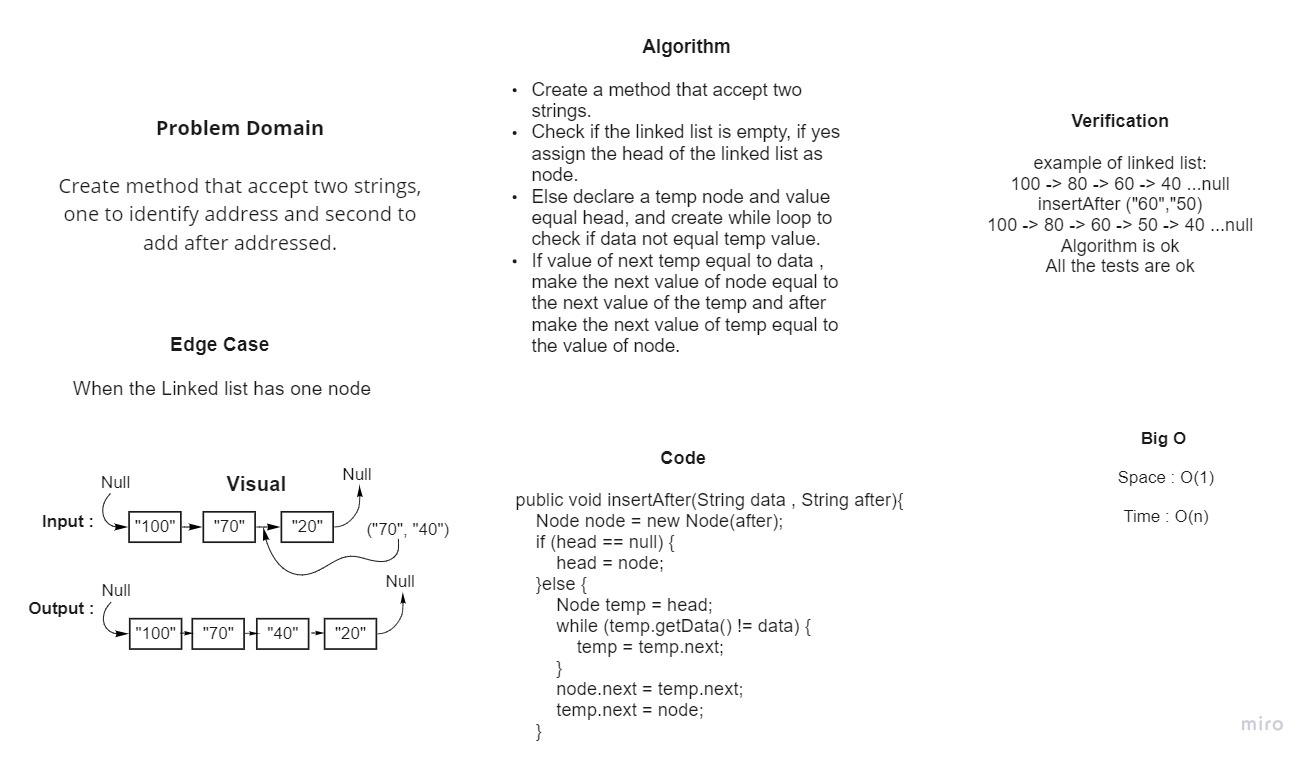 Problem Domain
Create method that accept two strings,
one to identify address and second to
add after addressed.
Edge Case
When the Linked list has one node
Visual
Null
Null
Input :
"100"
"70"
"20"
("70", "40")
Null
Null
Output :
"100"
"70"
"40"
"20"
Algorithm
• Create a method that accept two
strings.
• Check if the linked list is empty, if yes
assign the head of the linked list as
node.
• Else declare a temp node and value
equal head, and create while loop to
check if data not equal temp value.
• If value of next temp equal to data ,
make the next value of node equal to
the next value of the temp and after
make the next value of temp equal to
the value of node.
Code
public void insertAfter(String data , String after){
Node node = new Node(after);
if (head == null) {
head = node;
}else {
Node temp = head;
while (temp.getData() != data) {
temp = temp.next;
}
node.next = temp.next;
temp.next = node;
}
Verification
example of linked list:
100 -> 80 -> 60 -> 40 ...null
insertAfter ("60","50)
100 -> 80 -> 60 -> 50 -> 40 ...null
Algorithm is ok
All the tests are ok
Big O
Space : O(1)
Time : O(n)
miro